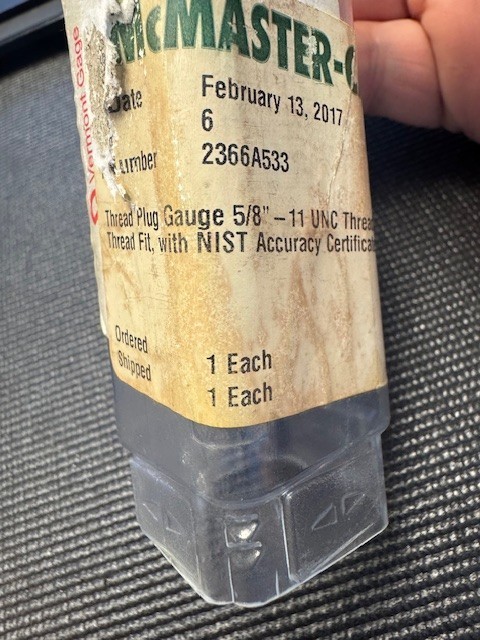 McMASTER-C
Vermont Gage
Date
February 13, 2017
6
Number
2366A533
Thread Plug Gauge 5/8" – 11 UNC Threa
Thread Fit, with NIST Accuracy Certifica
Ordered
1 Each
Shipped
1 Each